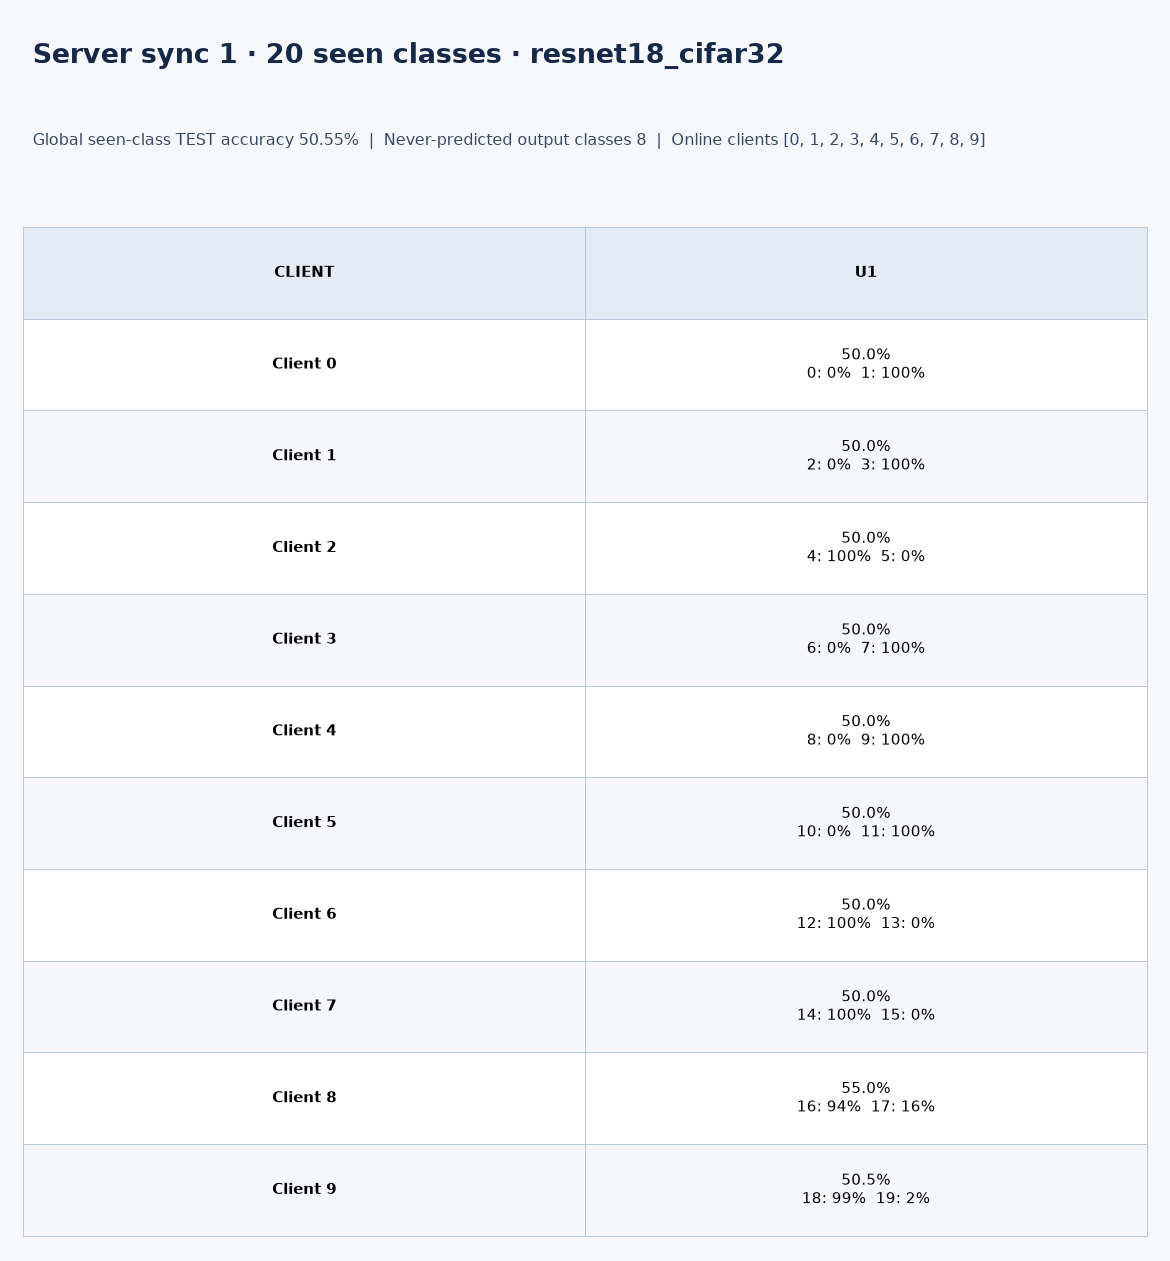 Server sync 1 · 20 seen classes · resnet18_cifar32
Global seen-class TEST accuracy 50.55% | Never-predicted output classes 8 | Online clients [0, 1, 2, 3, 4, 5, 6, 7, 8, 9]
CLIENT U1
Client 0
50.0%
0: 0% 1: 100%
Client 1
50.0%
2: 0% 3: 100%
Client 2
50.0%
4: 100% 5: 0%
Client 3
50.0%
6: 0% 7: 100%
Client 4
50.0%
8: 0% 9: 100%
Client 5
50.0%
10: 0% 11: 100%
Client 6
50.0%
12: 100% 13: 0%
Client 7
50.0%
14: 100% 15: 0%
Client 8
55.0%
16: 94% 17: 16%
Client 9
50.5%
18: 99% 19: 2%